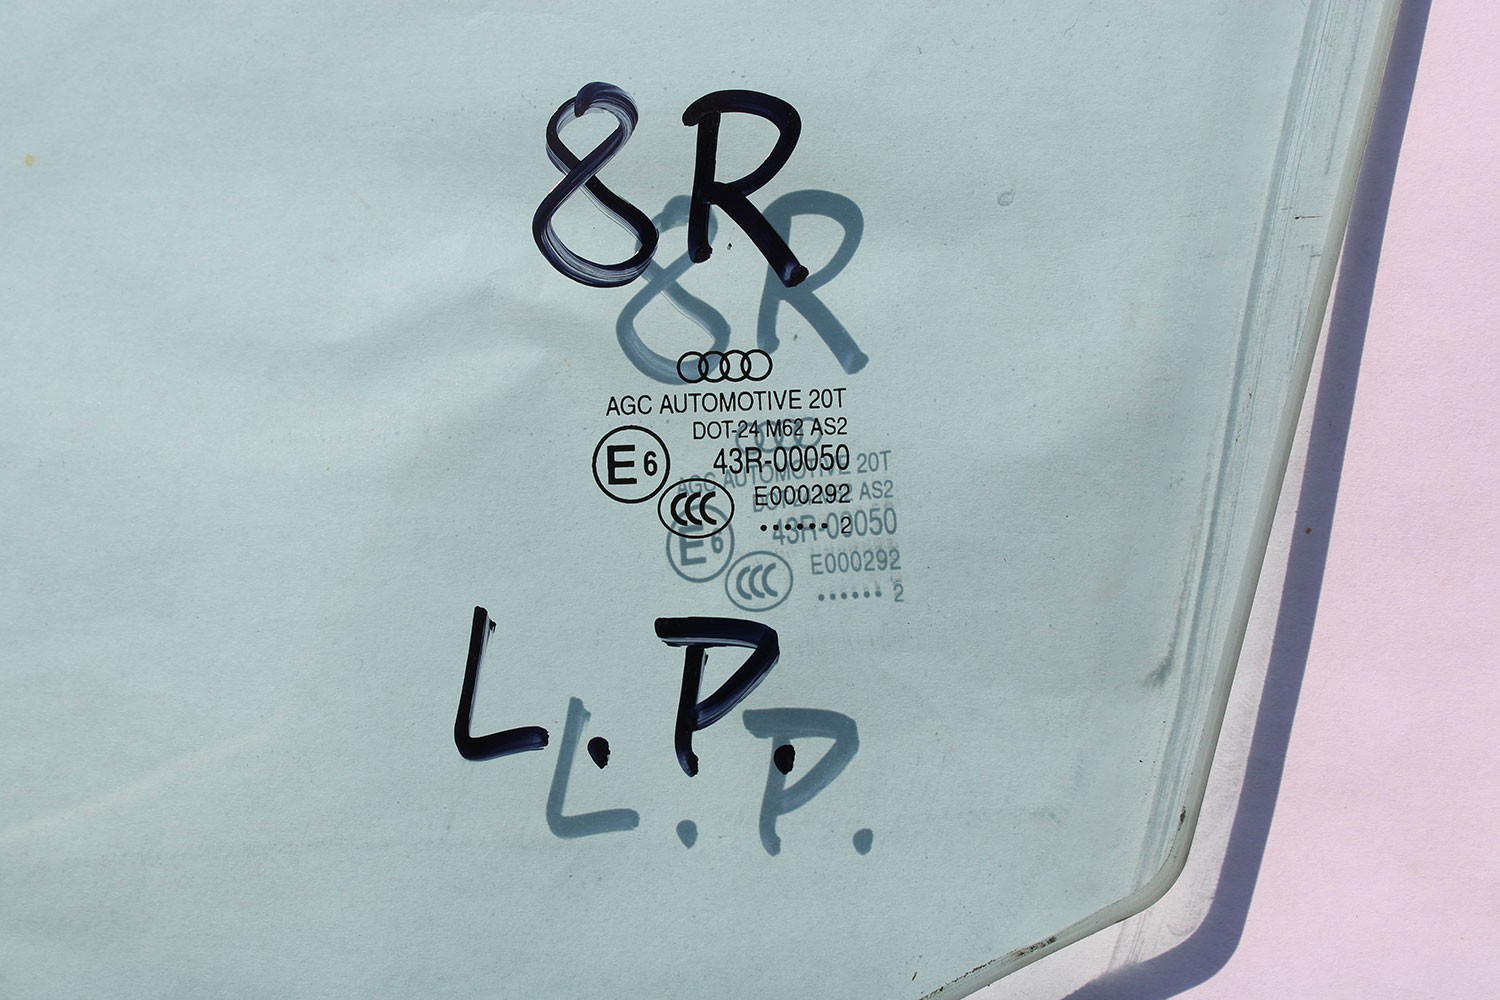 8R
AGC AUTOMOTIVE 20T
DOT-24 M62 AS2
E6 43R-00050
CCC E000292
...... 2
L.P.